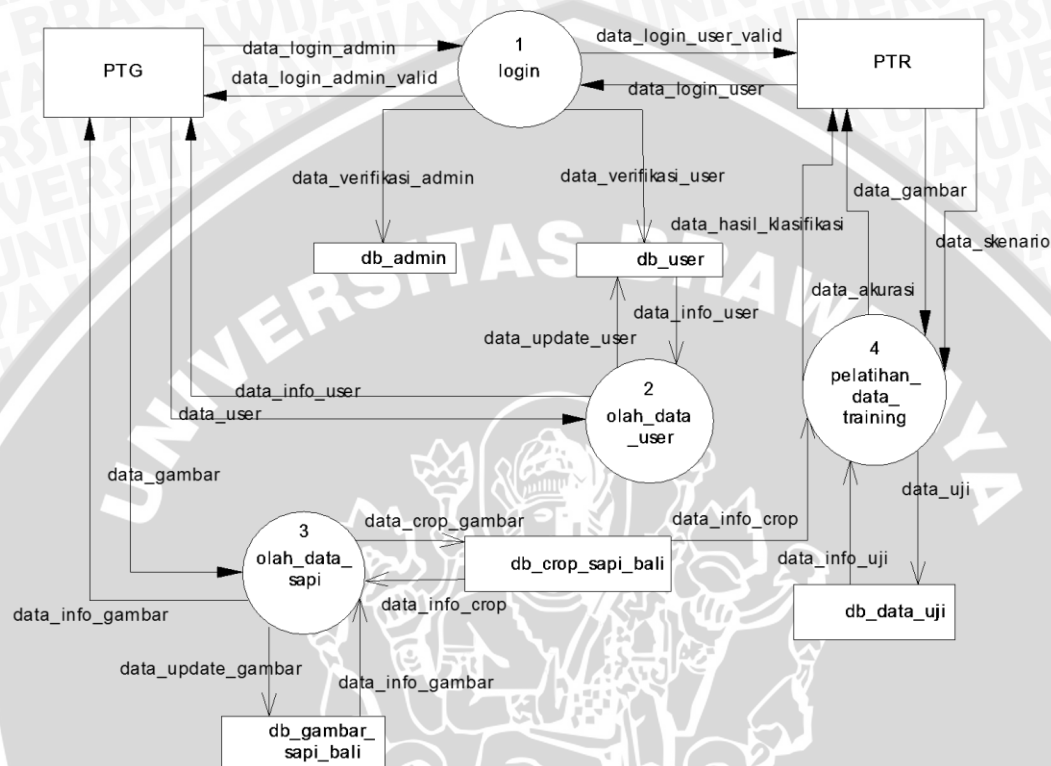 1
login
PTG
PTR
data_login_admin
data_login_user_valid
data_login_admin_valid
data_login_user
data_verifikasi_admin
data_verifikasi_user
data_gambar
data_hasil_klasifikasi
data_skenario
db_admin
db_user
data_akurasi
data_info_user
data_update_user
4
pelatihan_
data_
training
data_info_user
data_user
2
olah_data
_user
data_gambar
data_uji
3
olah_data_
sapi
data_crop_gambar
data_info_crop
db_crop_sapi_bali
data_info_uji
data_info_gambar
data_info_crop
db_data_uji
data_update_gambar
data_info_gambar
db_gambar_
sapi_bali
UNIVERSITAS BRAWIJAYA